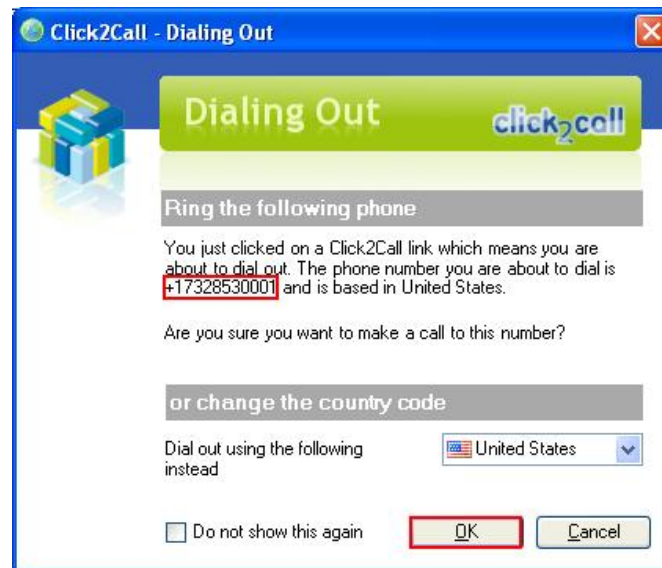 Click2Call - Dialing Out
Dialing Out
click2call
Ring the following phone
You just clicked on a Click2Call link which means you are
about to dial out. The phone number you are about to dial is
+17328530001 and is based in United States.
Are you sure you want to make a call to this number?
or change the country code
Dial out using the following
instead
United States
Do not show this again
OK
Cancel